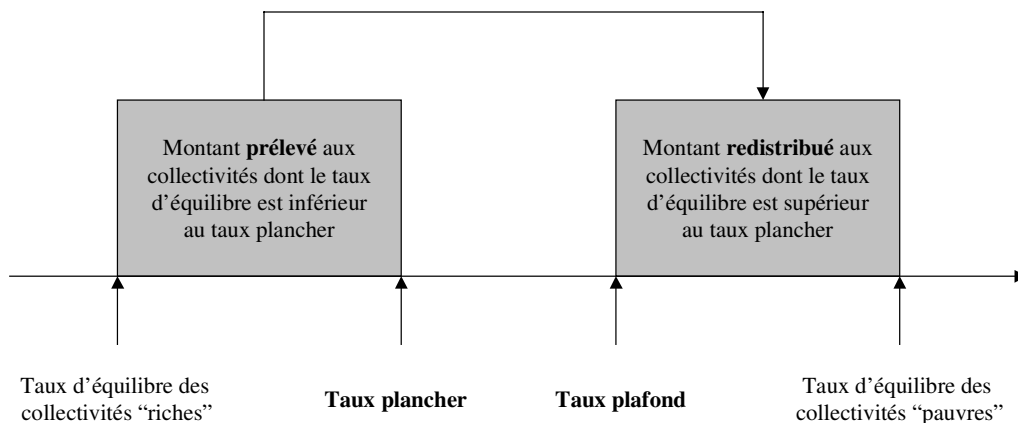 Montant prélevé aux
collectivités dont le taux
d’équilibre est inférieur
au taux plancher
Montant redistribué aux
collectivités dont le taux
d’équilibre est supérieur
au taux plancher
Taux d’équilibre des
collectivités “riches”
Taux plancher
Taux plafond
Taux d’équilibre des
collectivités “pauvres”